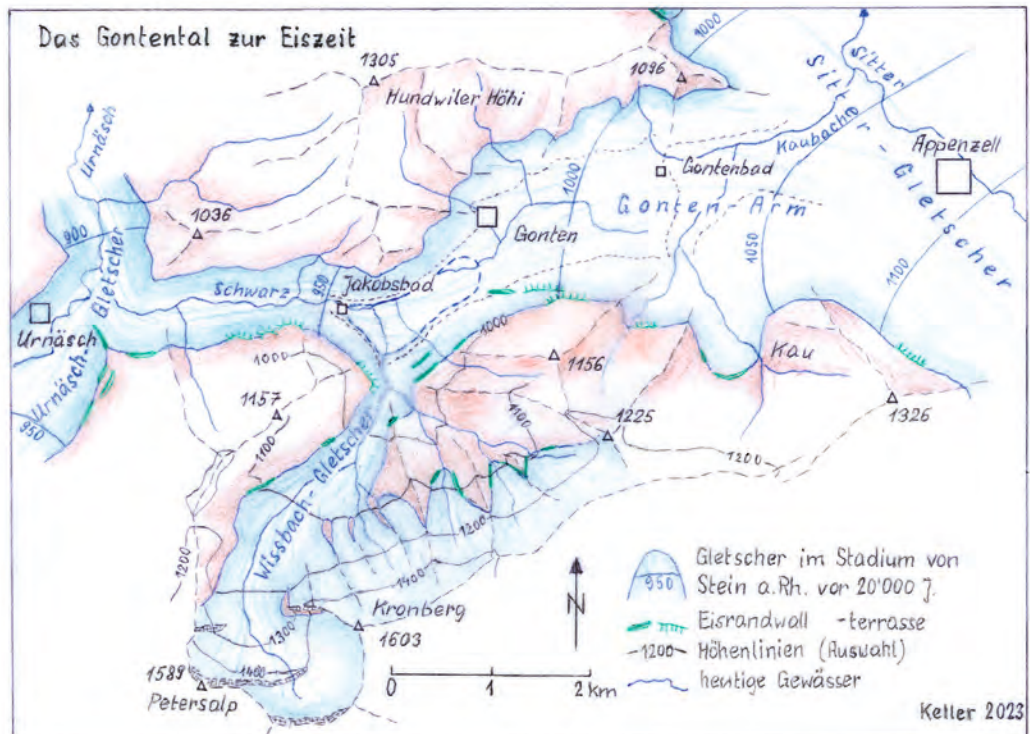 Das Gontental zur Eiszeit
1305
Hundwiler Höhi
1096
1000
Sitter
Sitter-Gletscher
Urnäsch
Kaubach
Appenzell
Gontenbad
1000
Gonten-Arm
1036
900
Gonten
Gletscher
950
Schwarz
Jakobsbad
1050
1100
Urnäsch
Urnäsch-
1000
1000
Kau
1156
1157
1100
1100
1225
1326
950
1200
Wissbach-Gletscher
1200
1200
1400
Kronberg
1603
1300
1400
1589
Petersalp
N
0 1 2 km
950
Gletscher im Stadium von
Stein a.Rh. vor 20'000 J.
Eisrandwall -terrasse
-1200- Höhenlinien (Auswahl)
heutige Gewässer
Keller 2023